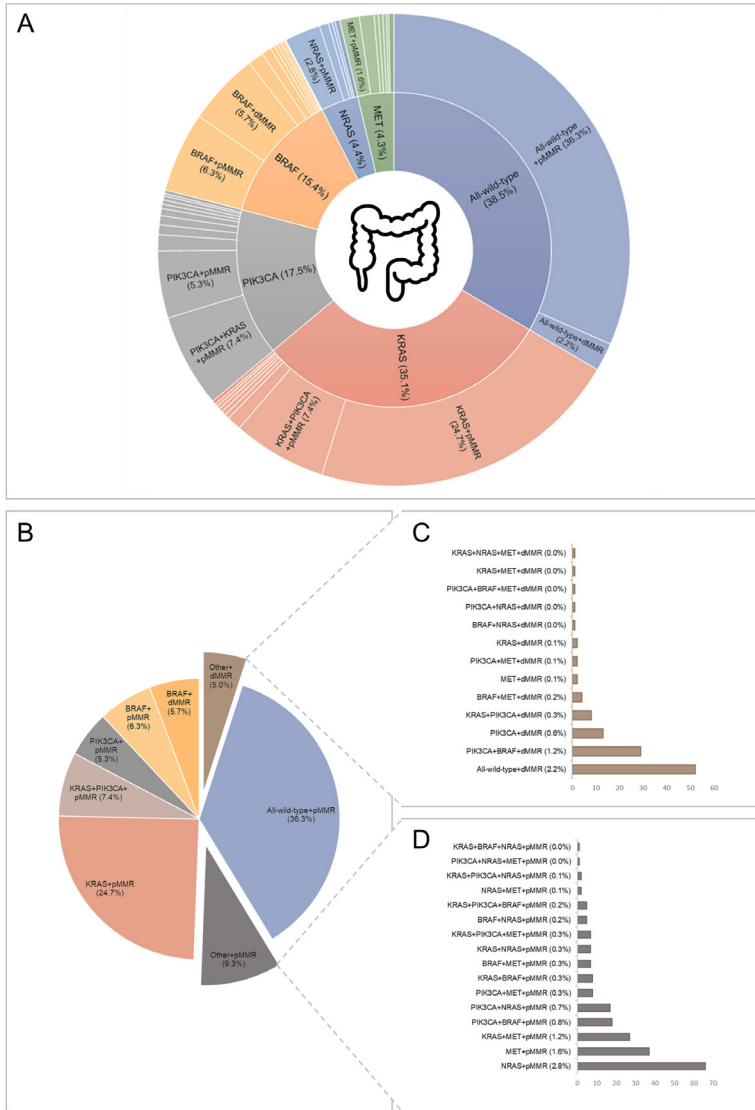 A
All-wild-type
+pMMR (36.3%)
All-wild-type
(38.5%)
All-wild-type+dMMR
(2.2%)
KRAS (35.1%)
KRAS+pMMR
(24.7%)
KRAS+PIK3CA
+pMMR (7.4%)
PIK3CA (17.5%)
PIK3CA+KRAS
+pMMR (7.4%)
PIK3CA+pMMR
(5.3%)
BRAF (15.4%)
BRAF+pMMR
(6.3%)
BRAF+dMMR
(5.7%)
NRAS (4.4%)
NRAS+pMMR
(2.8%)
MET (4.3%)
MET+pMMR (1.6%)
B
Other+
dMMR
(5.0%)
BRAF+
dMMR
(5.7%)
BRAF+
pMMR
(6.3%)
PIK3CA+
pMMR
(5.3%)
KRAS+PIK3CA+
pMMR (7.4%)
KRAS+pMMR
(24.7%)
All-wild-type+pMMR
(36.3%)
Other+pMMR
(9.3%)
C
KRAS+NRAS+MET+dMMR (0.0%)
KRAS+MET+dMMR (0.0%)
PIK3CA+BRAF+MET+dMMR (0.0%)
PIK3CA+NRAS+dMMR (0.0%)
BRAF+NRAS+dMMR (0.0%)
KRAS+dMMR (0.1%)
PIK3CA+MET+dMMR (0.1%)
MET+dMMR (0.1%)
BRAF+MET+dMMR (0.2%)
KRAS+PIK3CA+dMMR (0.3%)
PIK3CA+dMMR (0.6%)
PIK3CA+BRAF+dMMR (1.2%)
All-wild-type+dMMR (2.2%)
0 10 20 30 40 50 60
D
KRAS+BRAF+NRAS+pMMR (0.0%)
PIK3CA+NRAS+MET+pMMR (0.0%)
KRAS+PIK3CA+NRAS+pMMR (0.1%)
NRAS+MET+pMMR (0.1%)
KRAS+PIK3CA+BRAF+pMMR (0.2%)
BRAF+NRAS+pMMR (0.2%)
KRAS+PIK3CA+MET+pMMR (0.3%)
KRAS+NRAS+pMMR (0.3%)
BRAF+MET+pMMR (0.3%)
KRAS+BRAF+pMMR (0.3%)
PIK3CA+MET+pMMR (0.3%)
PIK3CA+NRAS+pMMR (0.7%)
PIK3CA+BRAF+pMMR (0.8%)
KRAS+MET+pMMR (1.2%)
MET+pMMR (1.6%)
NRAS+pMMR (2.8%)
0 10 20 30 40 50 60 70